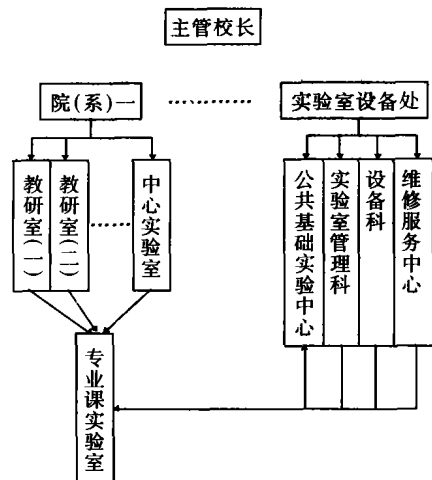 主管校长
院(系)一 ……… 实验室设备处
教研室(一)
教研室(二)
……
中心实验室
公共基础实验中心
实验室管理科
设备科
维修服务中心
专业课实验室